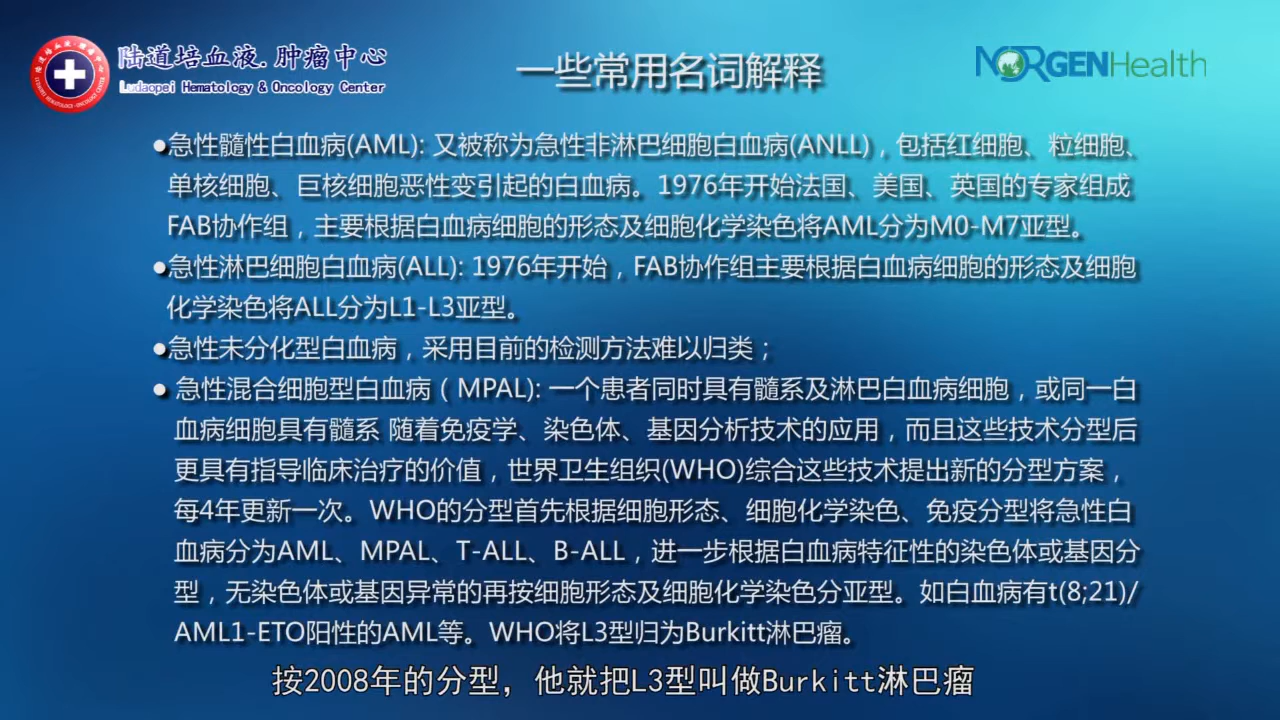 陆道培血液.肿瘤中心
Ludaopei Hematology & Oncology Center
一些常用名词解释
NORGENHealth
●急性髓性白血病(AML): 又被称为急性非淋巴细胞白血病(ANLL)，包括红细胞、粒细胞、
单核细胞、巨核细胞恶性变引起的白血病。1976年开始法国、美国、英国的专家组成
FAB协作组，主要根据白血病细胞的形态及细胞化学染色将AML分为M0-M7亚型。
●急性淋巴细胞白血病(ALL): 1976年开始，FAB协作组主要根据白血病细胞的形态及细胞
化学染色将ALL分为L1-L3亚型。
●急性未分化型白血病，采用目前的检测方法难以归类；
● 急性混合细胞型白血病（MPAL): 一个患者同时具有髓系及淋巴白血病细胞，或同一白
血病细胞具有髓系 随着免疫学、染色体、基因分析技术的应用，而且这些技术分型后
更具有指导临床治疗的价值，世界卫生组织(WHO)综合这些技术提出新的分型方案，
每4年更新一次。WHO的分型首先根据细胞形态、细胞化学染色、免疫分型将急性白
血病分为AML、MPAL、T-ALL、B-ALL，进一步根据白血病特征性的染色体或基因分
型，无染色体或基因异常的再按细胞形态及细胞化学染色分亚型。如白血病有t(8;21)/
AML1-ETO阳性的AML等。WHO将L3型归为Burkitt淋巴瘤。
按2008年的分型，他就把L3型叫做Burkitt淋巴瘤